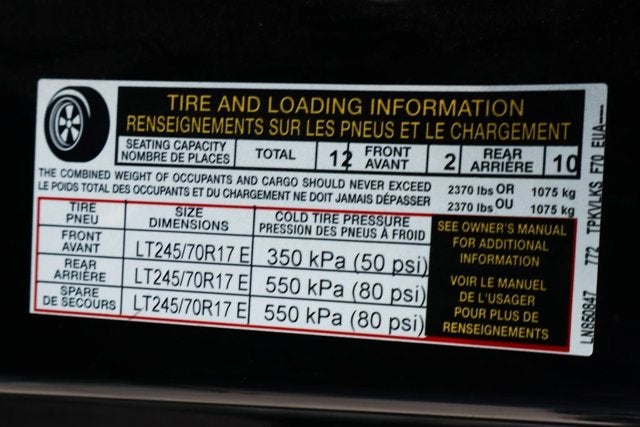 TIRE AND LOADING INFORMATION
RENSEIGNEMENTS SUR LES PNEUS ET LE CHARGEMENT
SEATING CAPACITY
NOMBRE DE PLACES
TOTAL 12
FRONT
AVANT 2
REAR
ARRIÈRE 10
THE COMBINED WEIGHT OF OCCUPANTS AND CARGO SHOULD NEVER EXCEED 2370 lbs OR 1075 kg
LE POIDS TOTAL DES OCCUPANTS ET DU CHARGEMENT NE DOIT JAMAIS DÉPASSER 2370 lbs OU 1075 kg
TIRE
PNEU
SIZE
DIMENSIONS
COLD TIRE PRESSURE
PRESSION DES PNEUS À FROID
FRONT
AVANT
LT245/70R17 E 350 kPa (50 psi)
REAR
ARRIÈRE
LT245/70R17 E 550 kPa (80 psi)
SPARE
DE SECOURS
LT245/70R17 E 550 kPa (80 psi)
SEE OWNER'S MANUAL
FOR ADDITIONAL
INFORMATION
VOIR LE MANUEL
DE L'USAGER
POUR PLUS DE
RENSEIGNEMENTS
LN850847 772 TPKVLKS F70 EUA----